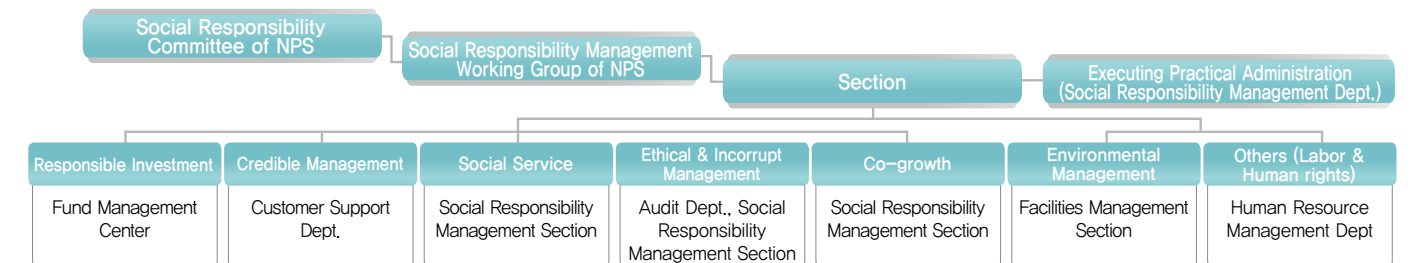 Social Responsibility
Committee of NPS
Social Responsibility Management
Working Group of NPS
Section
Executing Practical Administration
(Social Responsibility Management Dept.)
Responsible Investment
Credible Management
Social Service
Ethical & Incorrupt
Management
Co-growth
Environmental
Management
Others (Labor &
Human rights)
Fund Management
Center
Customer Support
Dept.
Social Responsibility
Management Section
Audit Dept., Social
Responsibility
Management Section
Social Responsibility
Management Section
Facilities Management
Section
Human Resource
Management Dept